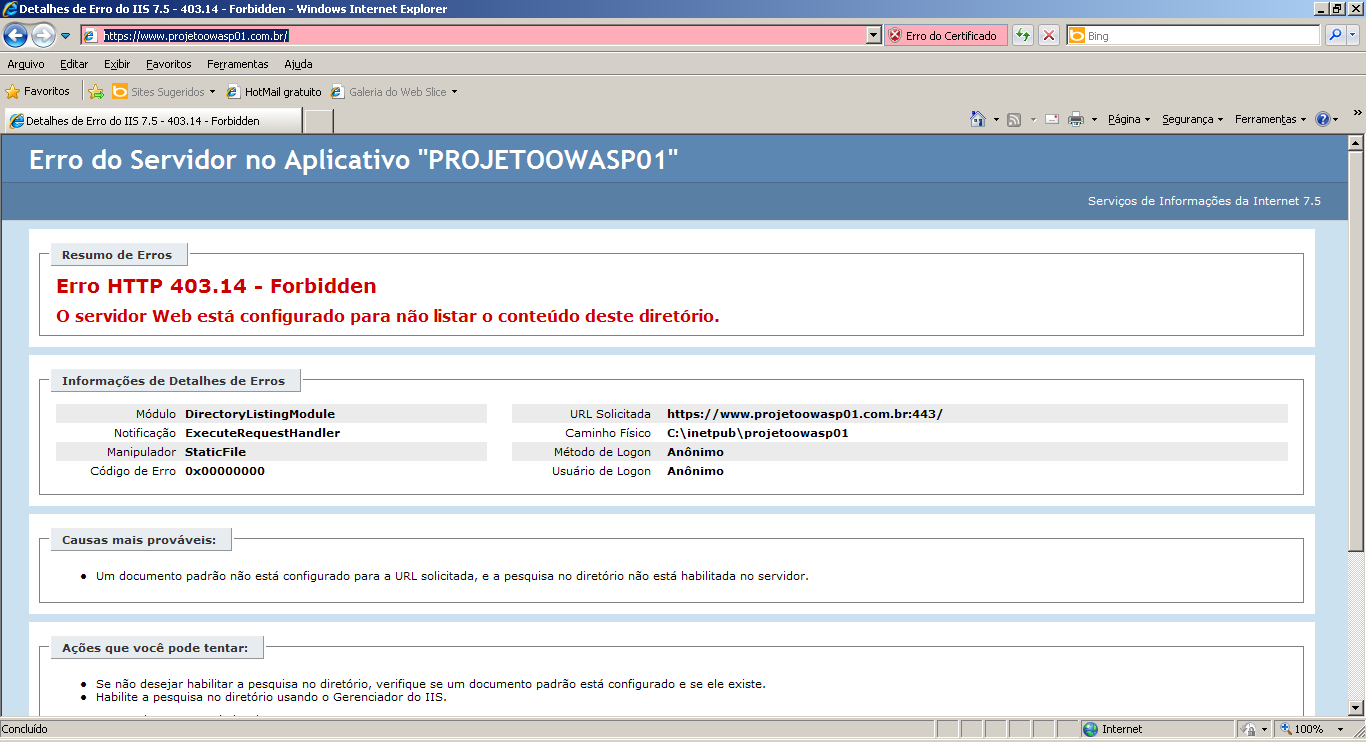 Detalhes de Erro do IIS 7.5 - 403.14 - Forbidden - Windows Internet Explorer
https://www.projetoowasp01.com.br/
Erro do Certificado
Bing
Arquivo Editar Exibir Favoritos Ferramentas Ajuda
Favoritos Sites Sugeridos HotMail gratuito Galeria do Web Slice
Detalhes de Erro do IIS 7.5 - 403.14 - Forbidden
Página Segurança Ferramentas
Erro do Servidor no Aplicativo "PROJETOOWASP01"
Serviços de Informações da Internet 7.5
Resumo de Erros
Erro HTTP 403.14 - Forbidden
O servidor Web está configurado para não listar o conteúdo deste diretório.
Informações de Detalhes de Erros
Módulo DirectoryListingModule
Notificação ExecuteRequestHandler
Manipulador StaticFile
Código de Erro 0x00000000
URL Solicitada https://www.projetoowasp01.com.br:443/
Caminho Físico C:\inetpub\projetoowasp01
Método de Logon Anônimo
Usuário de Logon Anônimo
Causas mais prováveis:
Um documento padrão não está configurado para a URL solicitada, e a pesquisa no diretório não está habilitada no servidor.
Ações que você pode tentar:
Se não desejar habilitar a pesquisa no diretório, verifique se um documento padrão está configurado e se ele existe.
Habilite a pesquisa no diretório usando o Gerenciador do IIS.
Concluído
Internet
100%